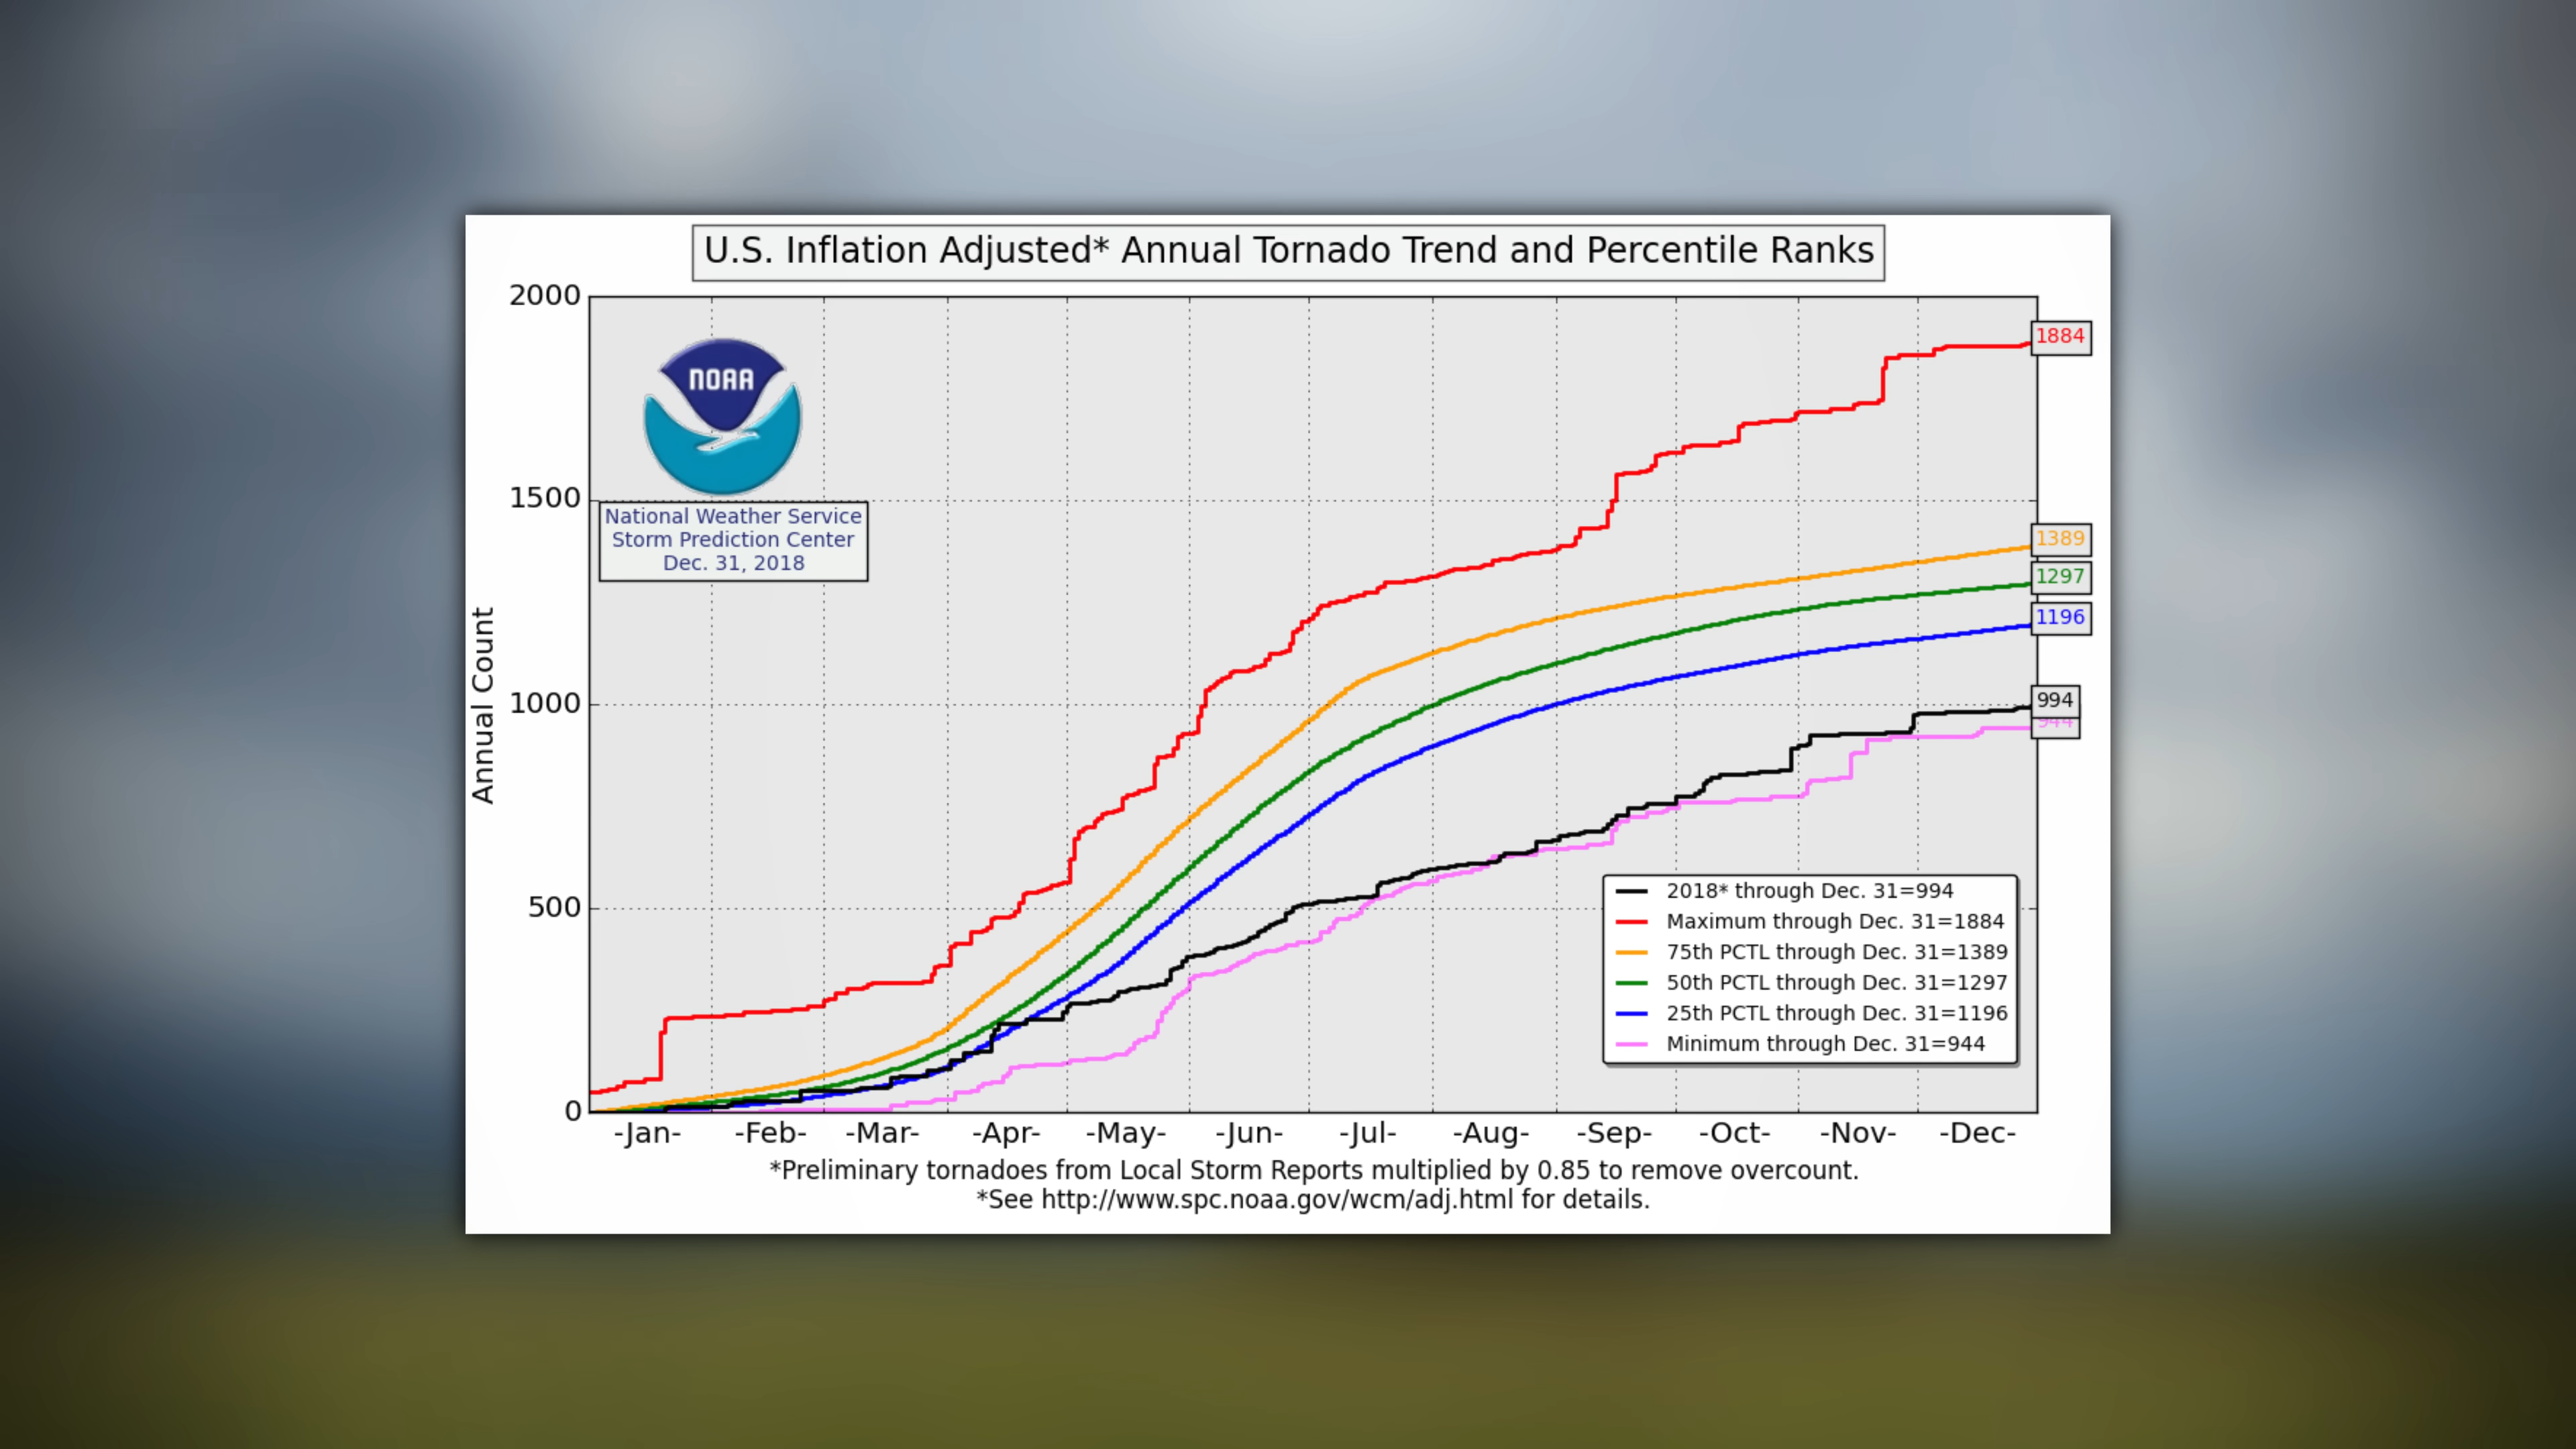 U.S. Inflation Adjusted* Annual Tornado Trend and Percentile Ranks
2000
1500
1000
500
0
Annual Count
NOAA
National Weather Service
Storm Prediction Center
Dec. 31, 2018
1884
1389
1297
1196
994
944
2018* through Dec. 31=994
Maximum through Dec. 31=1884
75th PCTL through Dec. 31=1389
50th PCTL through Dec. 31=1297
25th PCTL through Dec. 31=1196
Minimum through Dec. 31=944
-Jan- -Feb- -Mar- -Apr- -May- -Jun- -Jul- -Aug- -Sep- -Oct- -Nov- -Dec-
*Preliminary tornadoes from Local Storm Reports multiplied by 0.85 to remove overcount.
*See http://www.spc.noaa.gov/wcm/adj.html for details.